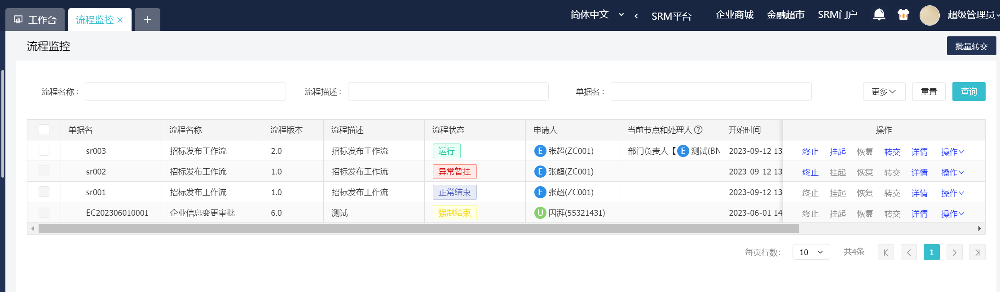 工作台 流程监控 × + 简体中文 SRM平台 企业商城 金融超市 SRM门户 超级管理员
流程监控 批量转交
流程名称： 流程描述： 单据名： 更多 重置 查询
单据名 流程名称 流程版本 流程描述 流程状态 申请人 当前节点和处理人? 开始时间 操作
sr003 招标发布工作流 2.0 招标发布工作流 运行 E 张超(ZC001) 部门负责人【E 测试(BN 2023-09-12 13 终止 挂起 恢复 转交 详情 操作
sr002 招标发布工作流 1.0 招标发布工作流 异常暂挂 E 张超(ZC001) 2023-09-12 13 终止 挂起 恢复 转交 详情 操作
sr001 招标发布工作流 1.0 招标发布工作流 正常结束 E 张超(ZC001) 2023-09-12 13 终止 挂起 恢复 转交 详情 操作
EC202306010001 企业信息变更审批 6.0 测试 强制结束 U 因湃(55321431) 2023-06-01 14 终止 挂起 恢复 转交 详情 操作
每页行数： 10 共4条 1